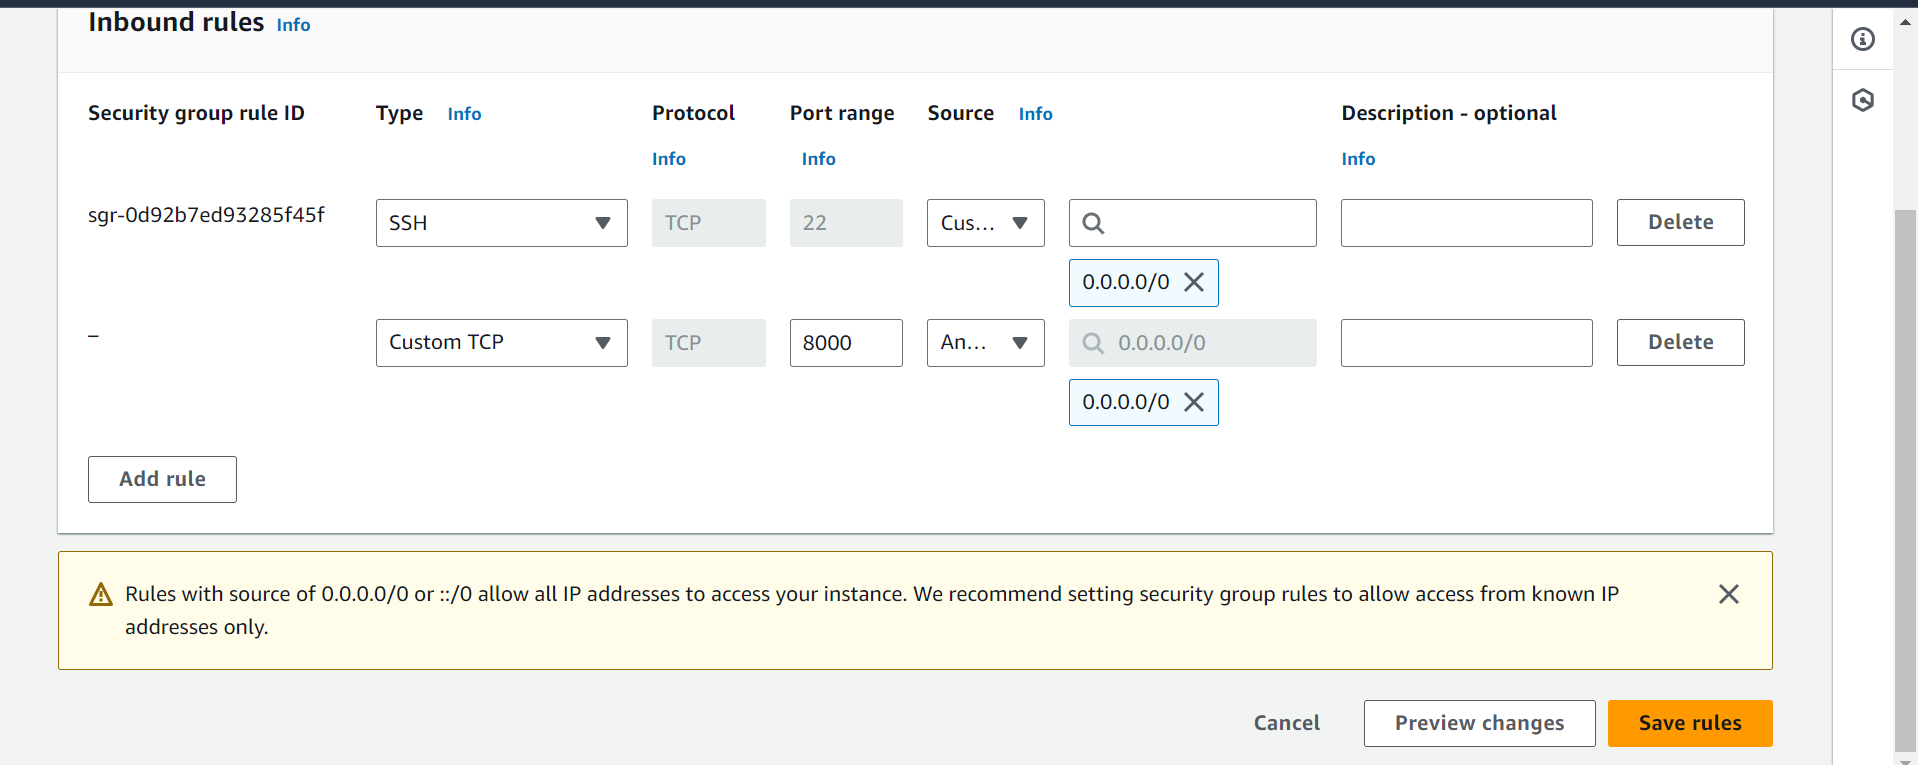 Inbound rules Info
Security group rule ID Type Info Protocol Port range Source Info Description - optional
Info Info Info
sgr-0d92b7ed93285f45f SSH TCP 22 Cus... Delete
0.0.0.0/0
– Custom TCP TCP 8000 An... 0.0.0.0/0 Delete
0.0.0.0/0
Add rule
Rules with source of 0.0.0.0/0 or ::/0 allow all IP addresses to access your instance. We recommend setting security group rules to allow access from known IP
addresses only.
Cancel Preview changes Save rules